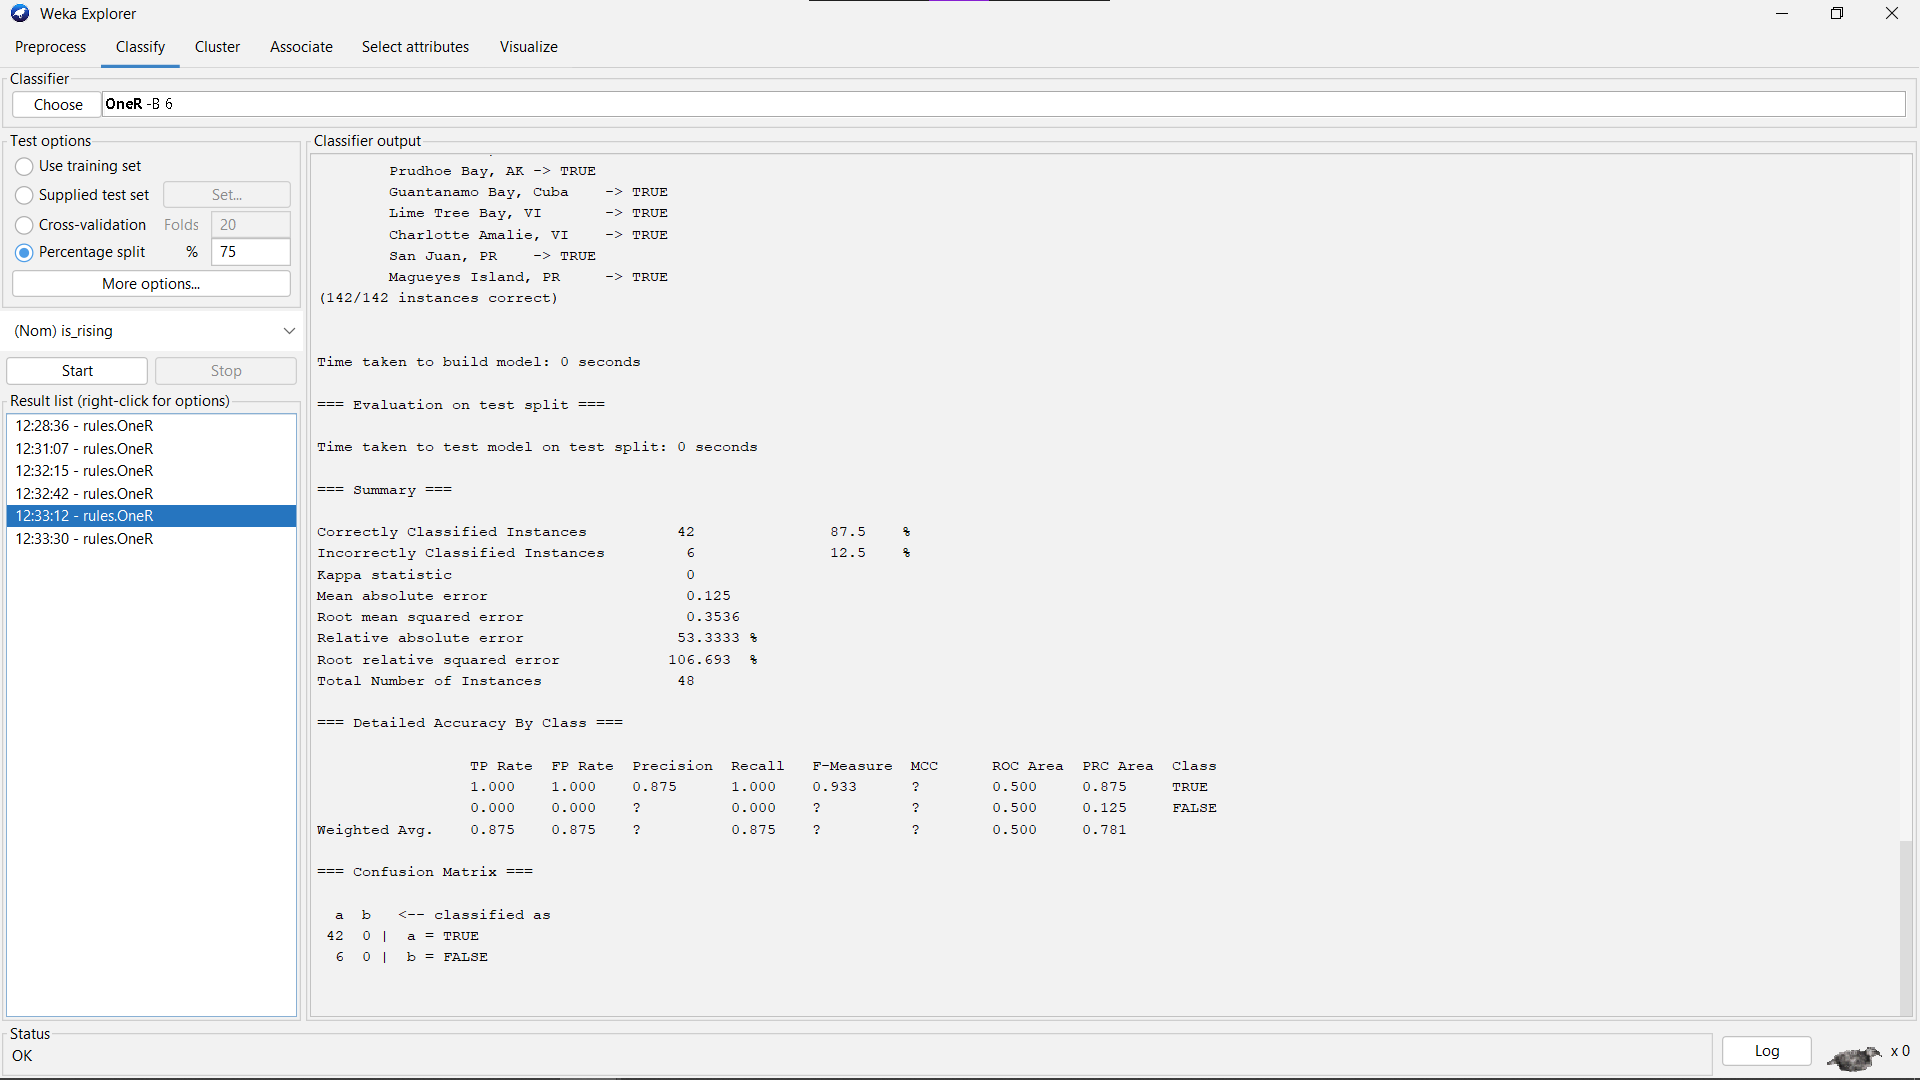 Weka Explorer
Preprocess Classify Cluster Associate Select attributes Visualize
Classifier
Choose OneR -B 6
Test options
Use training set
Supplied test set Set...
Cross-validation Folds 20
Percentage split % 75
More options...
(Nom) is_rising
Start Stop
Result list (right-click for options)
12:28:36 - rules.OneR
12:31:07 - rules.OneR
12:32:15 - rules.OneR
12:32:42 - rules.OneR
12:33:12 - rules.OneR
12:33:30 - rules.OneR
Classifier output
Prudhoe Bay, AK -> TRUE
Guantanamo Bay, Cuba -> TRUE
Lime Tree Bay, VI -> TRUE
Charlotte Amalie, VI -> TRUE
San Juan, PR -> TRUE
Magueyes Island, PR -> TRUE
(142/142 instances correct)
Time taken to build model: 0 seconds
=== Evaluation on test split ===
Time taken to test model on test split: 0 seconds
=== Summary ===
Correctly Classified Instances 42 87.5 %
Incorrectly Classified Instances 6 12.5 %
Kappa statistic 0
Mean absolute error 0.125
Root mean squared error 0.3536
Relative absolute error 53.3333 %
Root relative squared error 106.693 %
Total Number of Instances 48
=== Detailed Accuracy By Class ===
TP Rate FP Rate Precision Recall F-Measure MCC ROC Area PRC Area Class
1.000 1.000 0.875 1.000 0.933 ? 0.500 0.875 TRUE
0.000 0.000 ? 0.000 ? ? 0.500 0.125 FALSE
Weighted Avg. 0.875 0.875 ? 0.875 ? ? 0.500 0.781
=== Confusion Matrix ===
a b <-- classified as
42 0 | a = TRUE
6 0 | b = FALSE
Status
OK
Log x 0